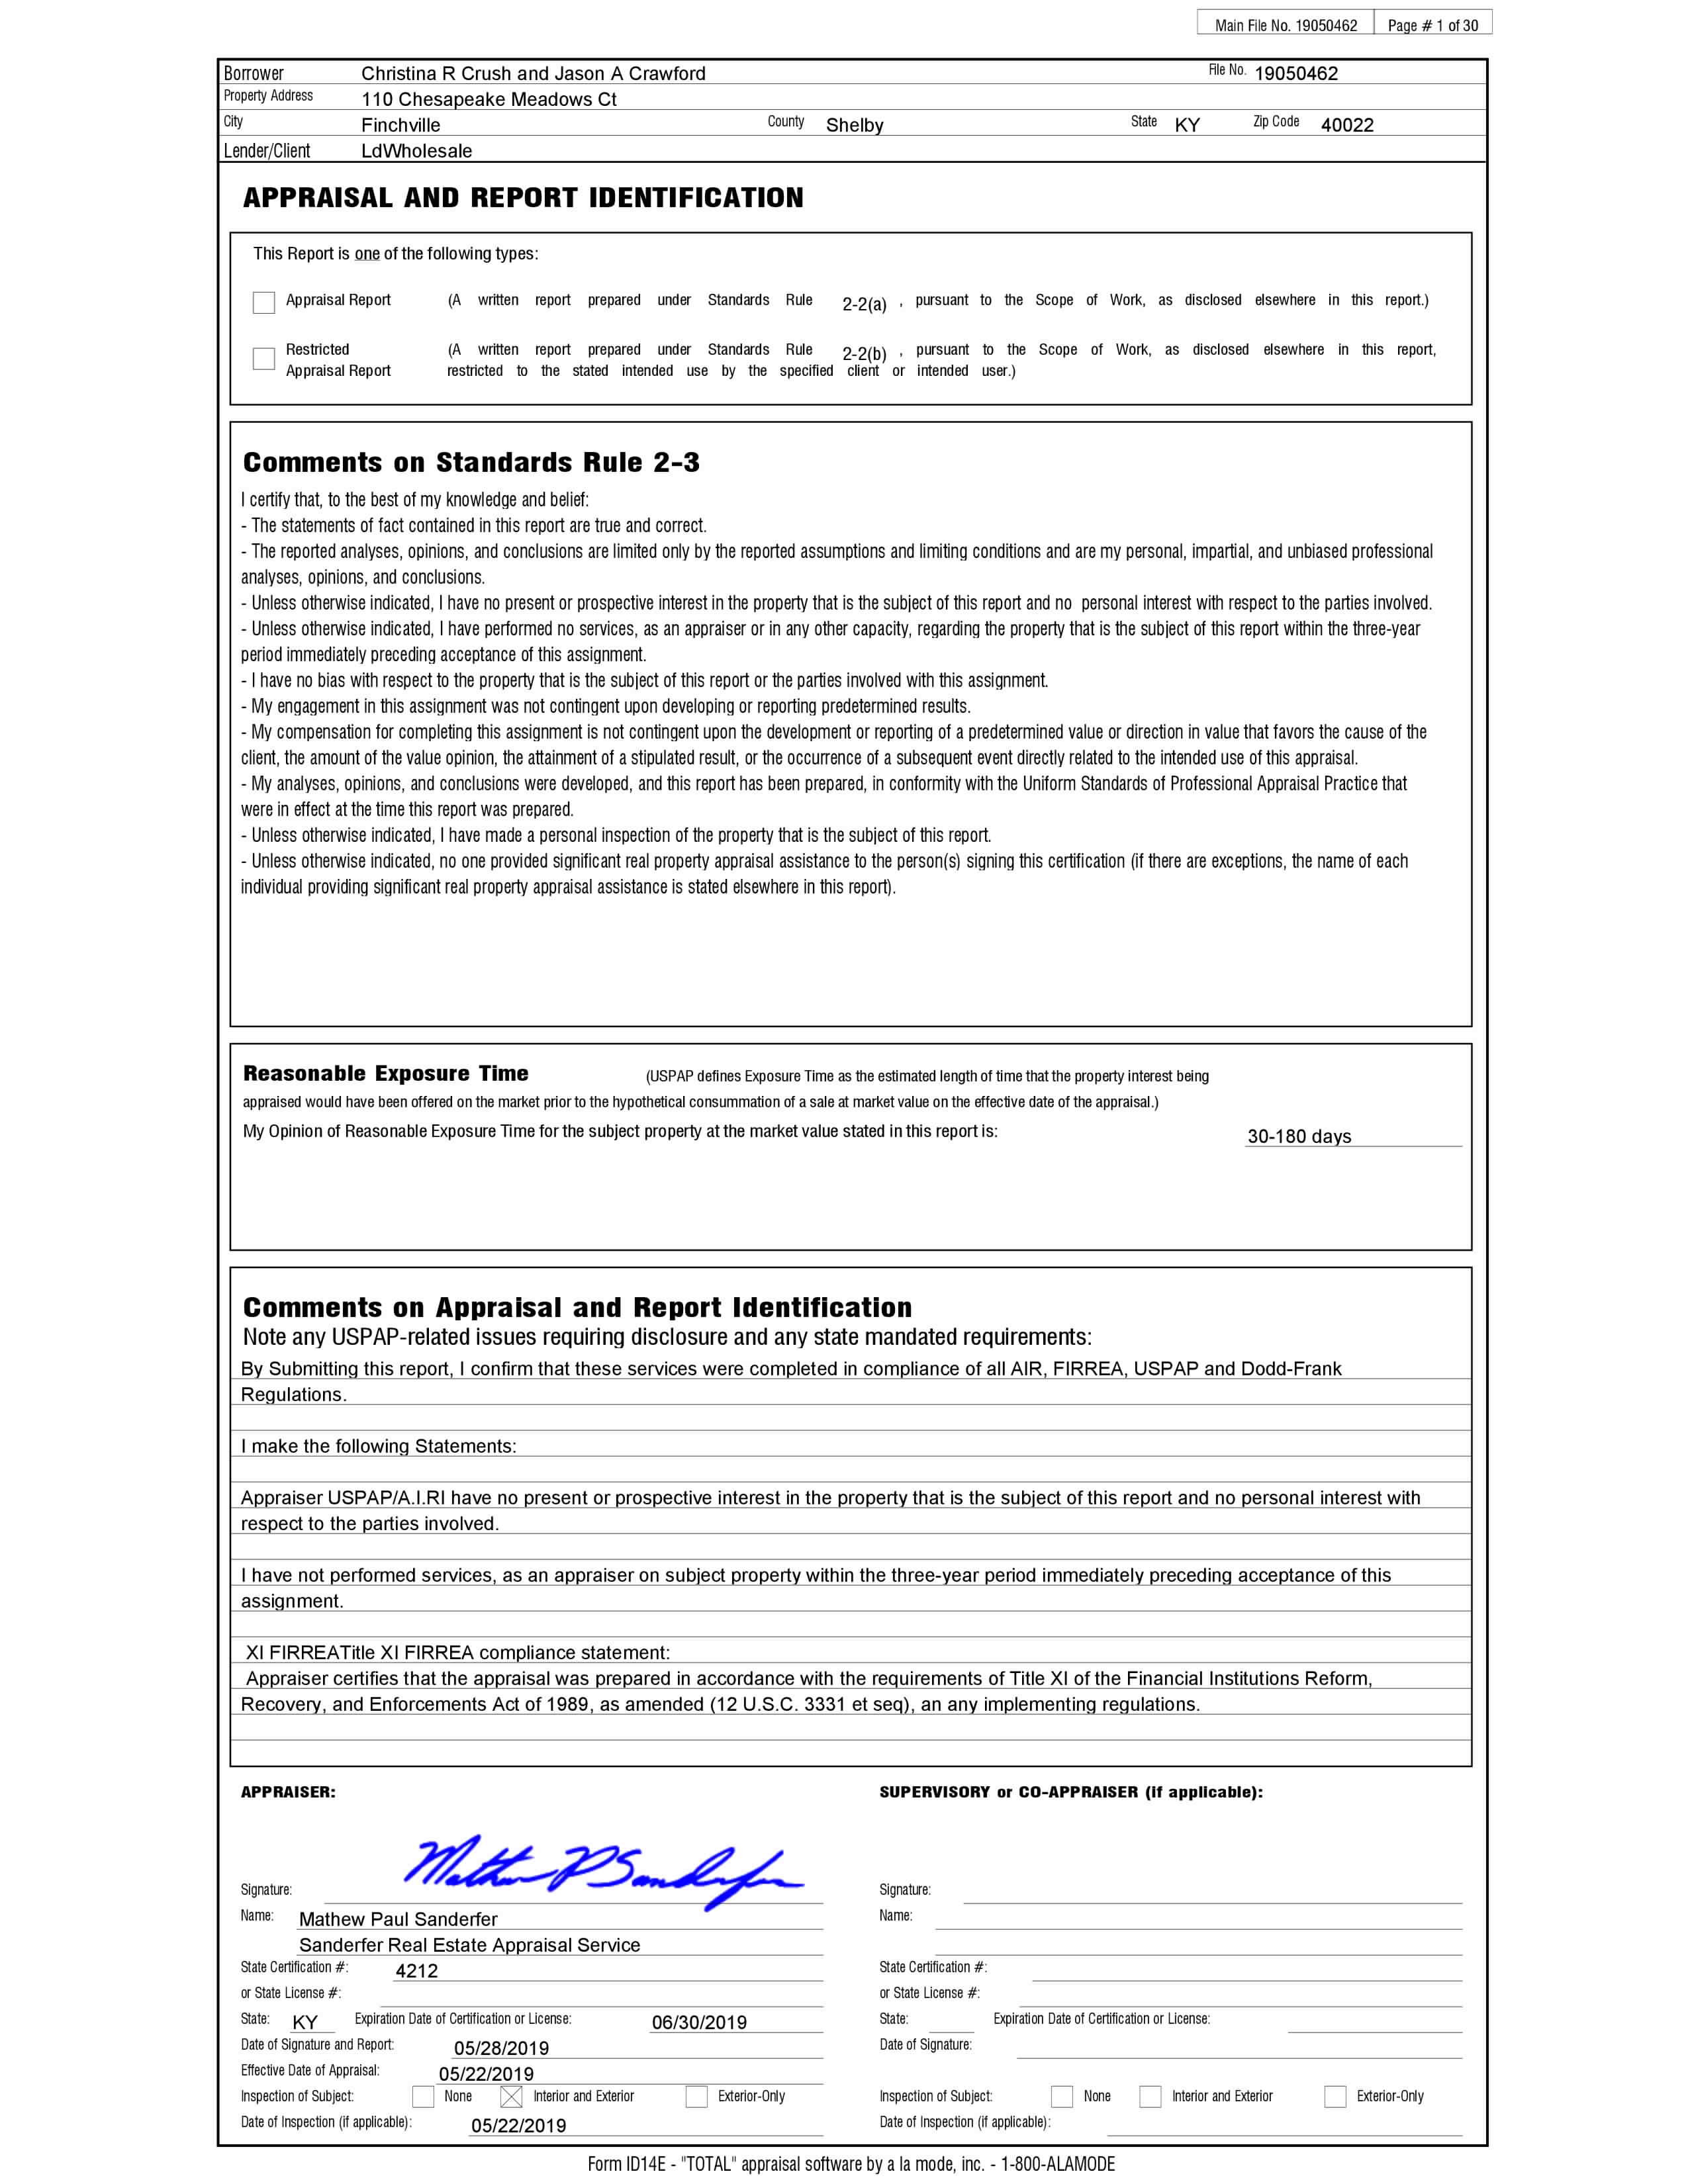 Main File No. 19050462 Page # 1 of 30
Borrower Christina R Crush and Jason A Crawford File No. 19050462
Property Address 110 Chesapeake Meadows Ct
City Finchville County Shelby State KY Zip Code 40022
Lender/Client LdWholesale
APPRAISAL AND REPORT IDENTIFICATION
This Report is one of the following types:
Appraisal Report (A written report prepared under Standards Rule 2-2(a) , pursuant to the Scope of Work, as disclosed elsewhere in this report.)
Restricted (A written report prepared under Standards Rule 2-2(b) , pursuant to the Scope of Work, as disclosed elsewhere in this report,
Appraisal Report restricted to the stated intended use by the specified client or intended user.)
Comments on Standards Rule 2-3
I certify that, to the best of my knowledge and belief:
- The statements of fact contained in this report are true and correct.
- The reported analyses, opinions, and conclusions are limited only by the reported assumptions and limiting conditions and are my personal, impartial, and unbiased professional
analyses, opinions, and conclusions.
- Unless otherwise indicated, I have no present or prospective interest in the property that is the subject of this report and no personal interest with respect to the parties involved.
- Unless otherwise indicated, I have performed no services, as an appraiser or in any other capacity, regarding the property that is the subject of this report within the three-year
period immediately preceding acceptance of this assignment.
- I have no bias with respect to the property that is the subject of this report or the parties involved with this assignment.
- My engagement in this assignment was not contingent upon developing or reporting predetermined results.
- My compensation for completing this assignment is not contingent upon the development or reporting of a predetermined value or direction in value that favors the cause of the
client, the amount of the value opinion, the attainment of a stipulated result, or the occurrence of a subsequent event directly related to the intended use of this appraisal.
- My analyses, opinions, and conclusions were developed, and this report has been prepared, in conformity with the Uniform Standards of Professional Appraisal Practice that
were in effect at the time this report was prepared.
- Unless otherwise indicated, I have made a personal inspection of the property that is the subject of this report.
- Unless otherwise indicated, no one provided significant real property appraisal assistance to the person(s) signing this certification (if there are exceptions, the name of each
individual providing significant real property appraisal assistance is stated elsewhere in this report).
Reasonable Exposure Time (USPAP defines Exposure Time as the estimated length of time that the property interest being
appraised would have been offered on the market prior to the hypothetical consummation of a sale at market value on the effective date of the appraisal.)
My Opinion of Reasonable Exposure Time for the subject property at the market value stated in this report is: 30-180 days
Comments on Appraisal and Report Identification
Note any USPAP-related issues requiring disclosure and any state mandated requirements:
By Submitting this report, I confirm that these services were completed in compliance of all AIR, FIRREA, USPAP and Dodd-Frank
Regulations.
I make the following Statements:
Appraiser USPAP/A.I.RI have no present or prospective interest in the property that is the subject of this report and no personal interest with
respect to the parties involved.
I have not performed services, as an appraiser on subject property within the three-year period immediately preceding acceptance of this
assignment.
XI FIRREATitle XI FIRREA compliance statement:
Appraiser certifies that the appraisal was prepared in accordance with the requirements of Title XI of the Financial Institutions Reform,
Recovery, and Enforcements Act of 1989, as amended (12 U.S.C. 3331 et seq), an any implementing regulations.
APPRAISER: SUPERVISORY or CO-APPRAISER (if applicable):
Signature: Mathew P Sanderfer Signature:
Name: Mathew Paul Sanderfer Name:
Sanderfer Real Estate Appraisal Service
State Certification #: 4212 State Certification #:
or State License #: or State License #:
State: KY Expiration Date of Certification or License: 06/30/2019 State: Expiration Date of Certification or License:
Date of Signature and Report: 05/28/2019 Date of Signature:
Effective Date of Appraisal: 05/22/2019
Inspection of Subject: None Interior and Exterior Exterior-Only Inspection of Subject: None Interior and Exterior Exterior-Only
Date of Inspection (if applicable): 05/22/2019 Date of Inspection (if applicable):
Form ID14E - "TOTAL" appraisal software by a la mode, inc. - 1-800-ALAMODE